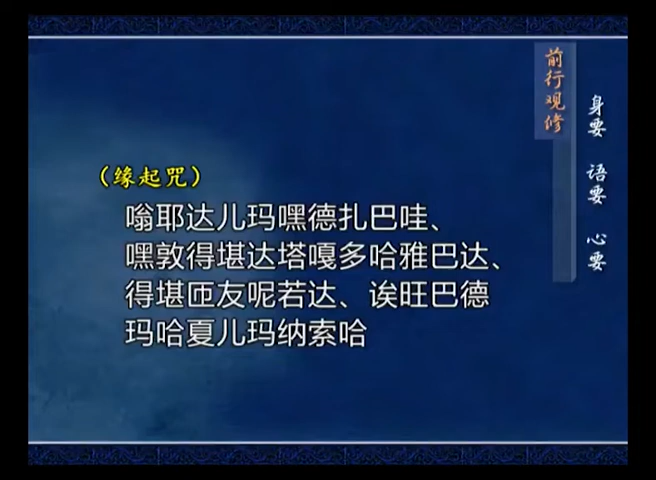 前行观修
身要 语要 心要
（缘起咒）
嗡耶达儿玛嘿德扎巴哇、
嘿敦得堪达塔嘎多哈雅巴达、
得堪匝友呢若达、诶旺巴德
玛哈夏儿玛纳索哈